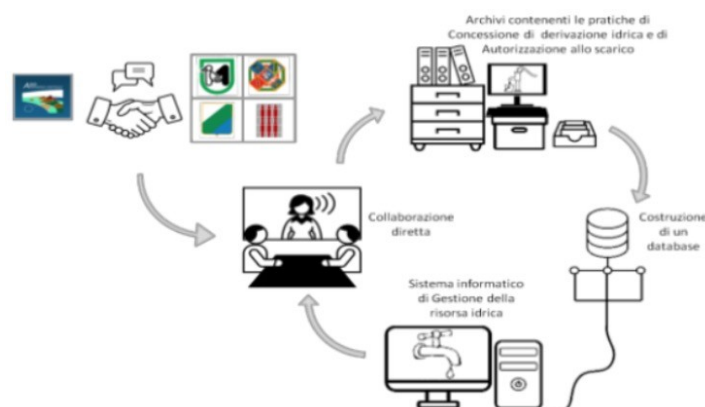 Archivi contenenti le pratiche di
Concessione di derivazione idrica e di
Autorizzazione allo scarico
Collaborazione
diretta
Costruzione
di un
database
Sistema informatico
di Gestione della
risorsa idrica